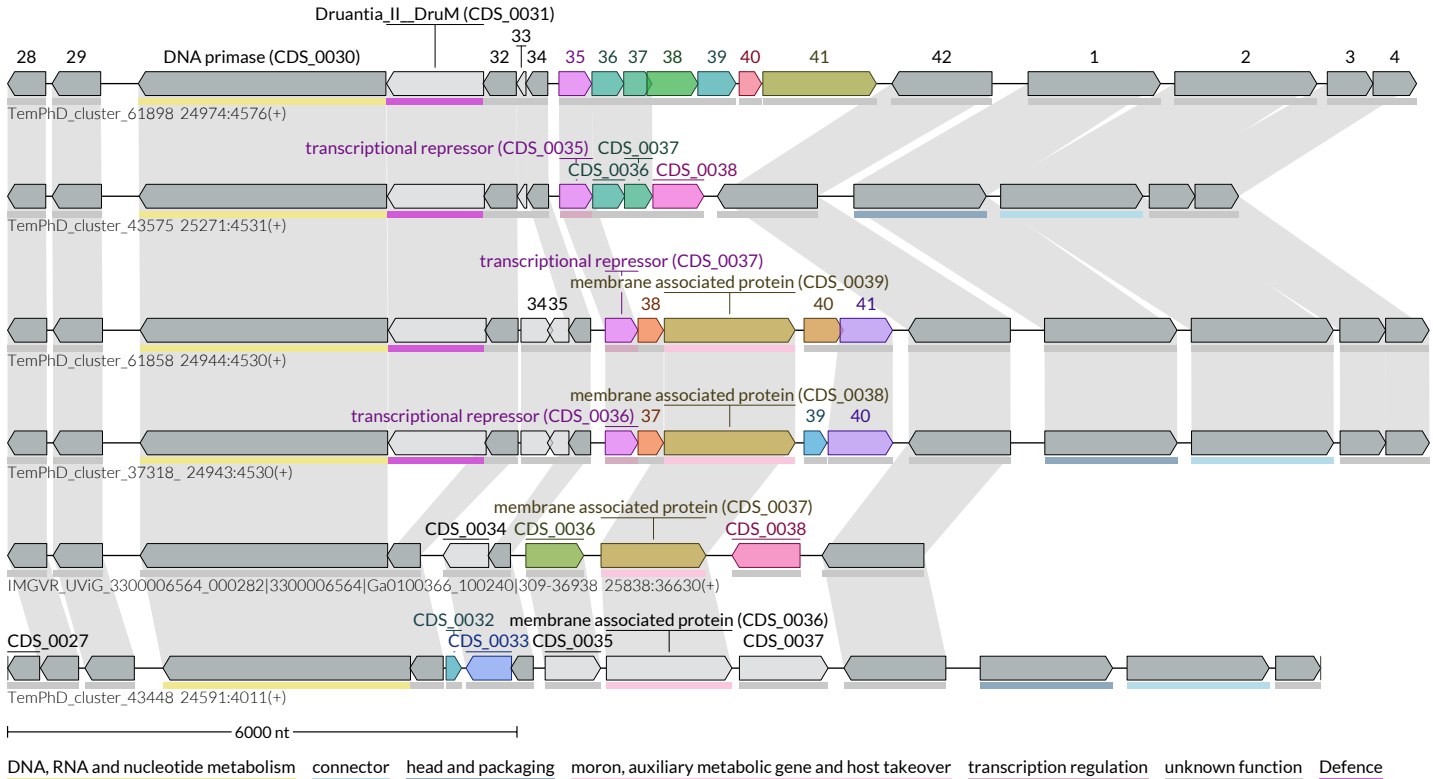 Druantia_II__DruM (CDS_0031)
33
28 29 DNA primase (CDS_0030) 32 34 35 36 37 38 39 40 41 42 1 2 3 4
TemPhD_cluster_61898 24974:4576(+)
transcriptional repressor (CDS_0035) CDS_0037
CDS_0036 CDS_0038
TemPhD_cluster_43575 25271:4531(+)
transcriptional repressor (CDS_0037)
membrane associated protein (CDS_0039)
34 35 38 40 41
TemPhD_cluster_61858 24944:4530(+)
membrane associated protein (CDS_0038)
transcriptional repressor (CDS_0036) 37 39 40
TemPhD_cluster_37318_ 24943:4530(+)
membrane associated protein (CDS_0037)
CDS_0034 CDS_0036 CDS_0038
IMGVR_UViG_3300006564_000282|3300006564|Ga0100366_100240|309-36938 25838:36630(+)
CDS_0032 membrane associated protein (CDS_0036)
CDS_0027 CDS_0033 CDS_0035 CDS_0037
TemPhD_cluster_43448 24591:4011(+)
6000 nt
DNA, RNA and nucleotide metabolism connector head and packaging moron, auxiliary metabolic gene and host takeover transcription regulation unknown function Defence